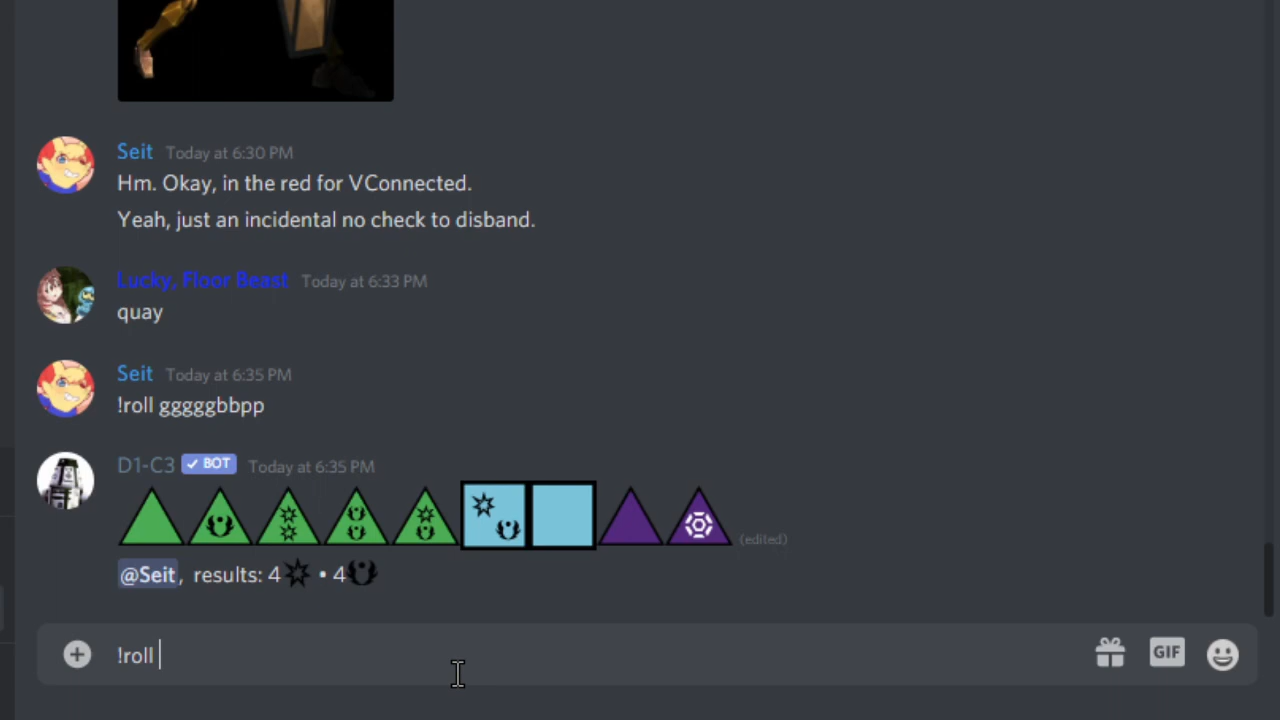 Seit Today at 6:30 PM
Hm. Okay, in the red for VConnected.
Yeah, just an incidental no check to disband.
Lucky, Floor Beast Today at 6:33 PM
quay
Seit Today at 6:35 PM
!roll gggggbbpp
D1-C3 ✓ BOT Today at 6:35 PM
(edited)
@Seit, results: 4 • 4
!roll
GIF